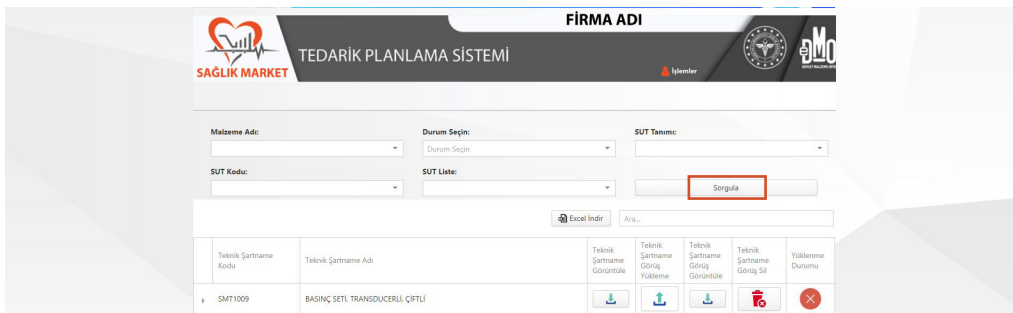 FİRMA ADI
TEDARİK PLANLAMA SİSTEMİ
SAĞLIK MARKET
İşlemler
DMO
Malzeme Adı:
Durum Seçin:
SUT Tanımı:
Durum Seçin
SUT Kodu:
SUT Liste:
Sorgula
Excel İndir
Ara...
Teknik Şartname
Kodu
Teknik Şartname Adı
Teknik
Şartname
Görüntüle
Teknik
Şartname
Görüş
Yükleme
Teknik
Şartname
Görüş
Görüntüle
Teknik
Şartname
Görüş Sil
Yüklenme
Durumu
SMT1009
BASINÇ SETİ, TRANSDUCERLİ, ÇİFTLİ